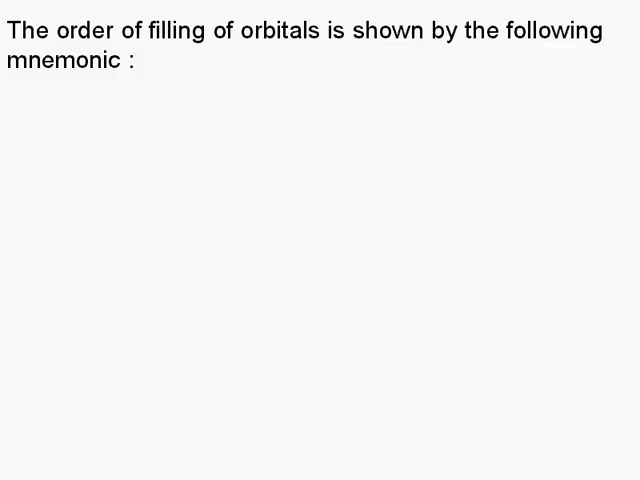 The order of filling of orbitals is shown by the following
mnemonic :